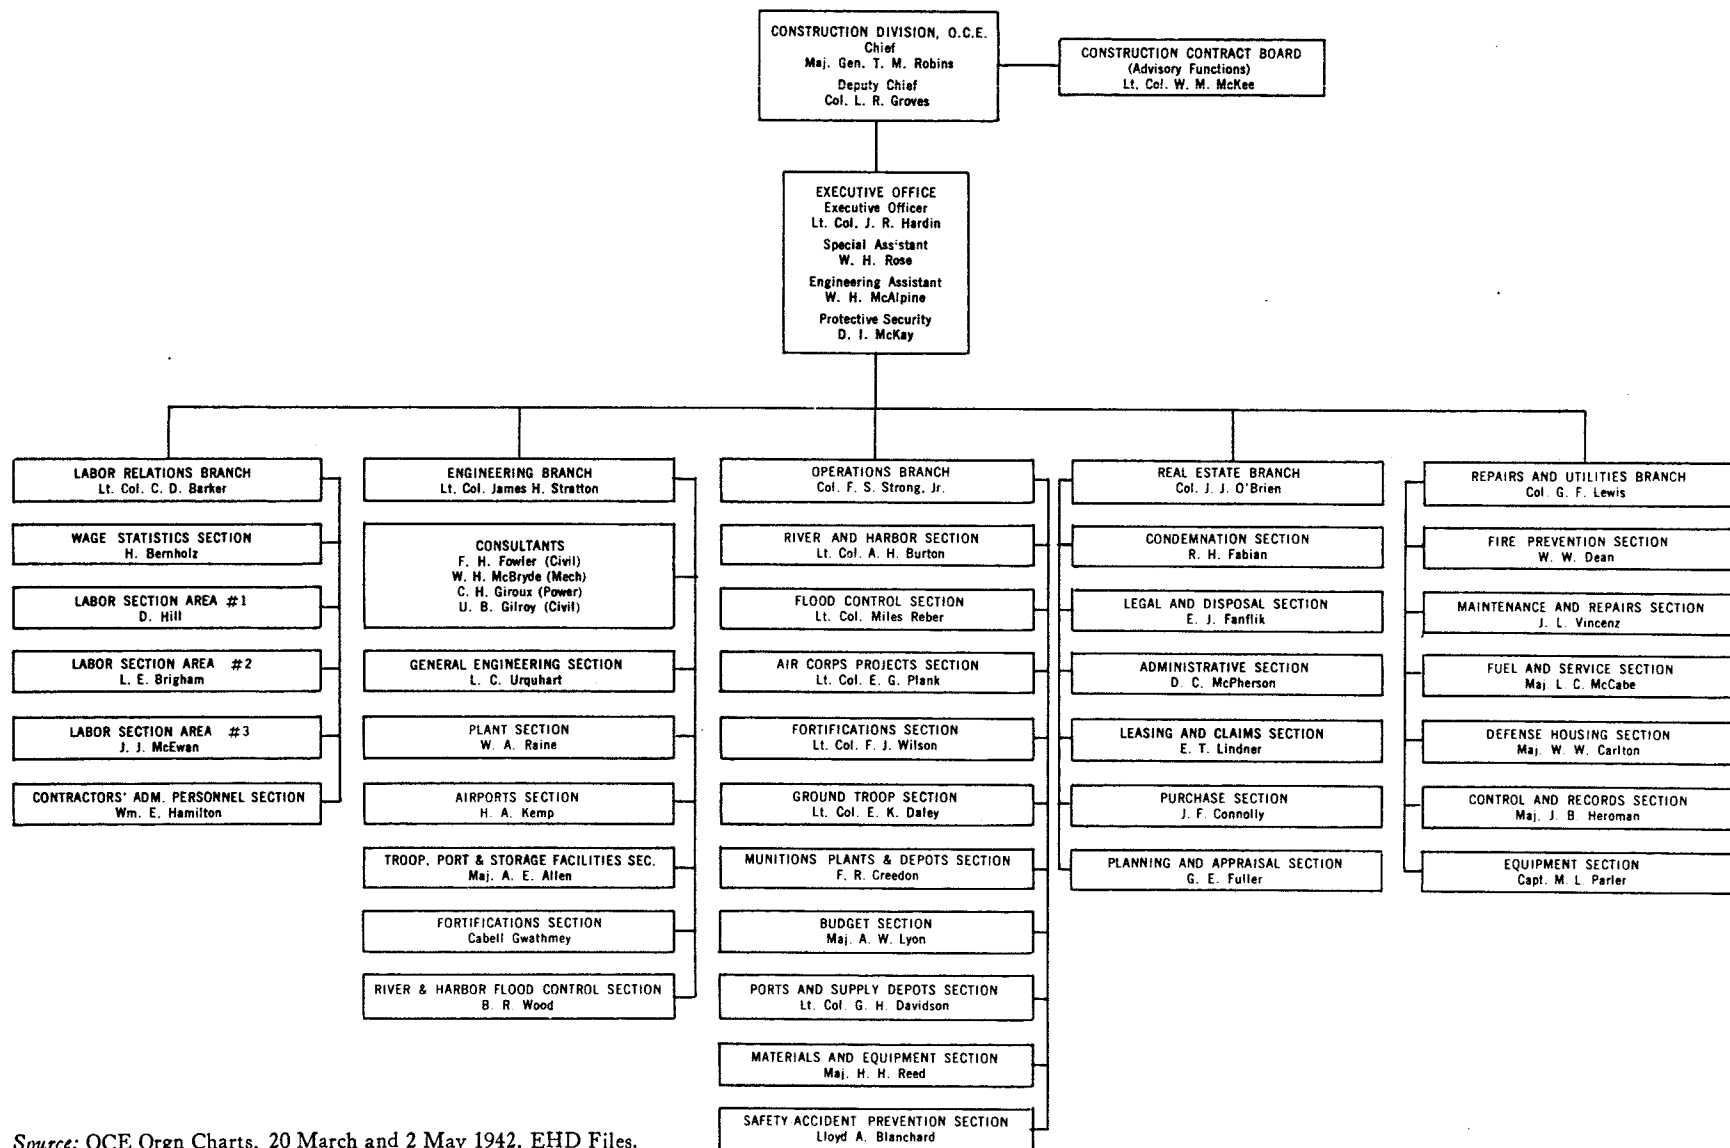 CONSTRUCTION DIVISION, O.C.E.
Chief
Maj. Gen. T. M. Robins
Deputy Chief
Col. L. R. Groves
CONSTRUCTION CONTRACT BOARD
(Advisory Functions)
Lt. Col. W. M. McKee
EXECUTIVE OFFICE
Executive Officer
Lt. Col. J. R. Hardin
Special Assistant
W. H. Rose
Engineering Assistant
W. H. McAlpine
Protective Security
D. I. McKay
LABOR RELATIONS BRANCH
Lt. Col. C. D. Barker
WAGE STATISTICS SECTION
H. Bernholz
LABOR SECTION AREA #1
D. Hill
LABOR SECTION AREA #2
L. E. Brigham
LABOR SECTION AREA #3
J. J. McEwan
CONTRACTORS' ADM. PERSONNEL SECTION
Wm. E. Hamilton
ENGINEERING BRANCH
Lt. Col. James H. Stratton
CONSULTANTS
F. H. Fowler (Civil)
W. H. McBryde (Mech)
C. H. Giroux (Power)
U. B. Gilroy (Civil)
GENERAL ENGINEERING SECTION
L. C. Urquhart
PLANT SECTION
W. A. Raine
AIRPORTS SECTION
H. A. Kemp
TROOP, PORT & STORAGE FACILITIES SEC.
Maj. A. E. Allen
FORTIFICATIONS SECTION
Cabell Gwathmey
RIVER & HARBOR FLOOD CONTROL SECTION
B. R. Wood
OPERATIONS BRANCH
Col. F. S. Strong, Jr.
RIVER AND HARBOR SECTION
Lt. Col. A. H. Burton
FLOOD CONTROL SECTION
Lt. Col. Miles Reber
AIR CORPS PROJECTS SECTION
Lt. Col. E. G. Plank
FORTIFICATIONS SECTION
Lt. Col. F. J. Wilson
GROUND TROOP SECTION
Lt. Col. E. K. Daley
MUNITIONS PLANTS & DEPOTS SECTION
F. R. Creedon
BUDGET SECTION
Maj. A. W. Lyon
PORTS AND SUPPLY DEPOTS SECTION
Lt. Col. G. H. Davidson
MATERIALS AND EQUIPMENT SECTION
Maj. H. H. Reed
SAFETY-ACCIDENT PREVENTION SECTION
Lloyd A. Blanchard
REAL ESTATE BRANCH
Col. J. J. O'Brien
CONDEMNATION SECTION
R. H. Fabian
LEGAL AND DISPOSAL SECTION
E. J. Fanflik
ADMINISTRATIVE SECTION
D. C. McPherson
LEASING AND CLAIMS SECTION
E. T. Lindner
PURCHASE SECTION
J. F. Connolly
PLANNING AND APPRAISAL SECTION
G. E. Fuller
REPAIRS AND UTILITIES BRANCH
Col. G. F. Lewis
FIRE PREVENTION SECTION
W. W. Dean
MAINTENANCE AND REPAIRS SECTION
J. L. Vincenz
FUEL AND SERVICE SECTION
Maj. L. C. McCabe
DEFENSE HOUSING SECTION
Maj. W. W. Carlton
CONTROL AND RECORDS SECTION
Maj. J. B. Heroman
EQUIPMENT SECTION
Capt. M. L. Parler
Source: OCE Orgn Charts, 20 March and 2 May 1942, EHD Files.